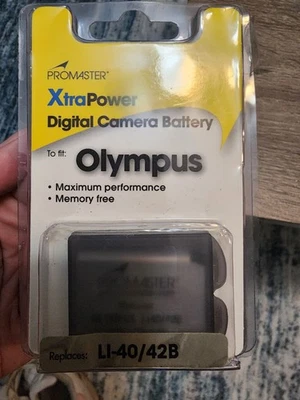 PROMASTER
XtraPower
Digital Camera Battery
To fit: Olympus
• Maximum performance
• Memory free
PROMASTER
Replaces: LI-40/42B